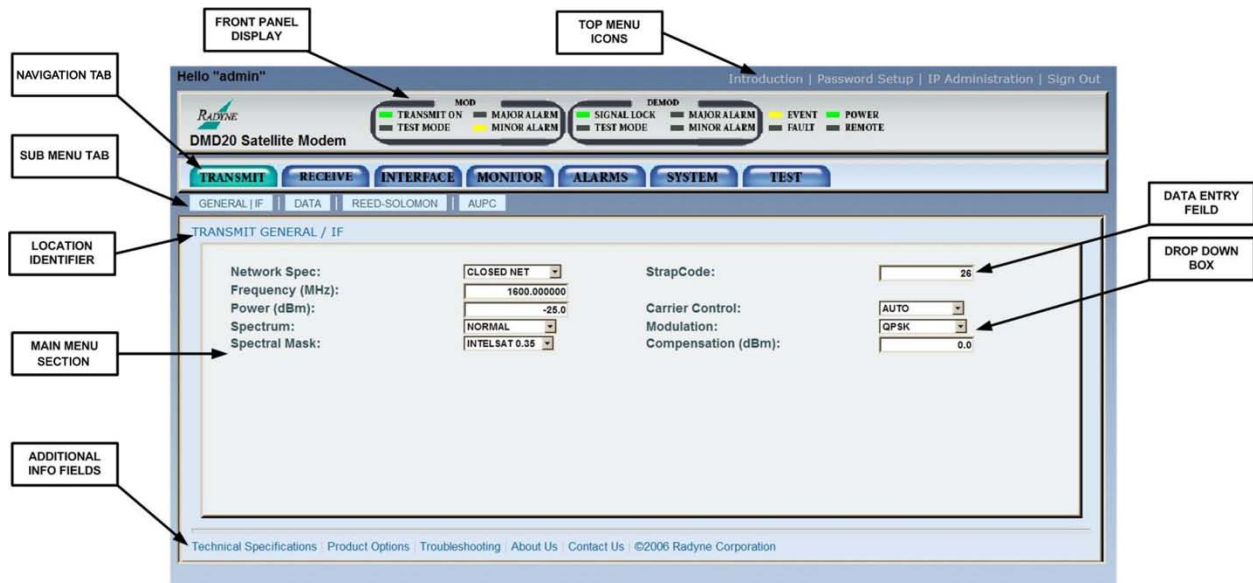 FRONT PANEL
DISPLAY
TOP MENU
ICONS
NAVIGATION TAB
Hello "admin"
Introduction | Password Setup | IP Administration | Sign Out
RADYNE
DMD20 Satellite Modem
MOD
TRANSMIT ON MAJOR ALARM
TEST MODE MINOR ALARM
DEMOD
SIGNAL LOCK MAJOR ALARM
TEST MODE MINOR ALARM
EVENT POWER
FAULT REMOTE
SUB MENU TAB
TRANSMIT RECEIVE INTERFACE MONITOR ALARMS SYSTEM TEST
GENERAL | IF DATA REED-SOLOMON AUPC
DATA ENTRY
FEILD
LOCATION
IDENTIFIER
TRANSMIT GENERAL / IF
DROP DOWN
BOX
Network Spec: CLOSED NET StrapCode: 26
Frequency (MHz): 1600.000000
Power (dBm): -25.0 Carrier Control: AUTO
Spectrum: NORMAL Modulation: QPSK
Spectral Mask: INTELSAT 0.35 Compensation (dBm): 0.0
MAIN MENU
SECTION
ADDITIONAL
INFO FIELDS
Technical Specifications | Product Options | Troubleshooting | About Us | Contact Us | ©2006 Radyne Corporation